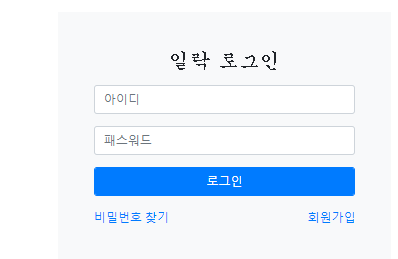 일락 로그인
아이디
패스워드
로그인
비밀번호 찾기 회원가입